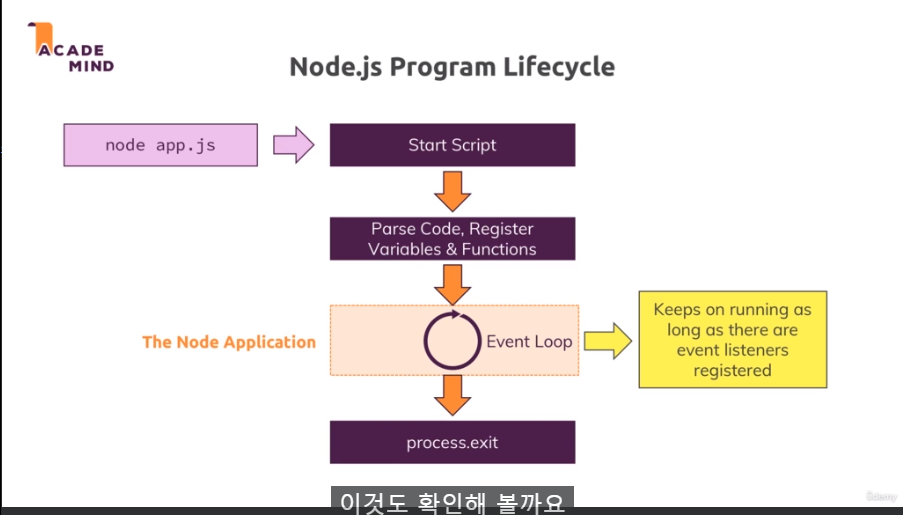 ACADE
MIND
Node.js Program Lifecycle
node app.js
Start Script
Parse Code, Register
Variables & Functions
The Node Application
Event Loop
Keeps on running as
long as there are
event listeners
registered
process.exit
이것도 확인해 볼까요
Udemy